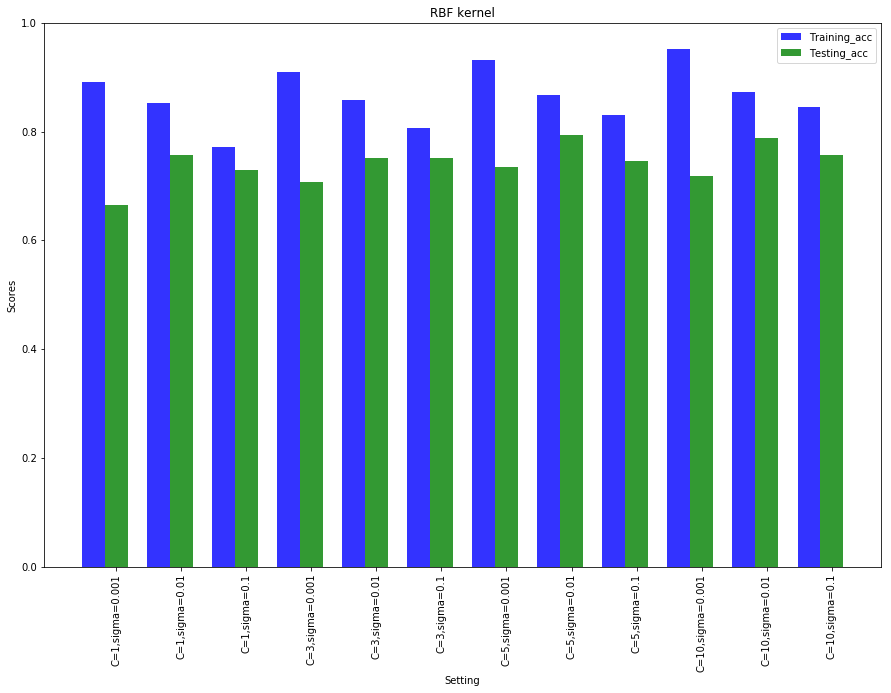 RBF kernel
Training_acc
Testing_acc
Scores
1.0
0.8
0.6
0.4
0.2
0.0
C=1,sigma=0.001
C=1,sigma=0.01
C=1,sigma=0.1
C=3,sigma=0.001
C=3,sigma=0.01
C=3,sigma=0.1
C=5,sigma=0.001
C=5,sigma=0.01
C=5,sigma=0.1
C=10,sigma=0.001
C=10,sigma=0.01
C=10,sigma=0.1
Setting